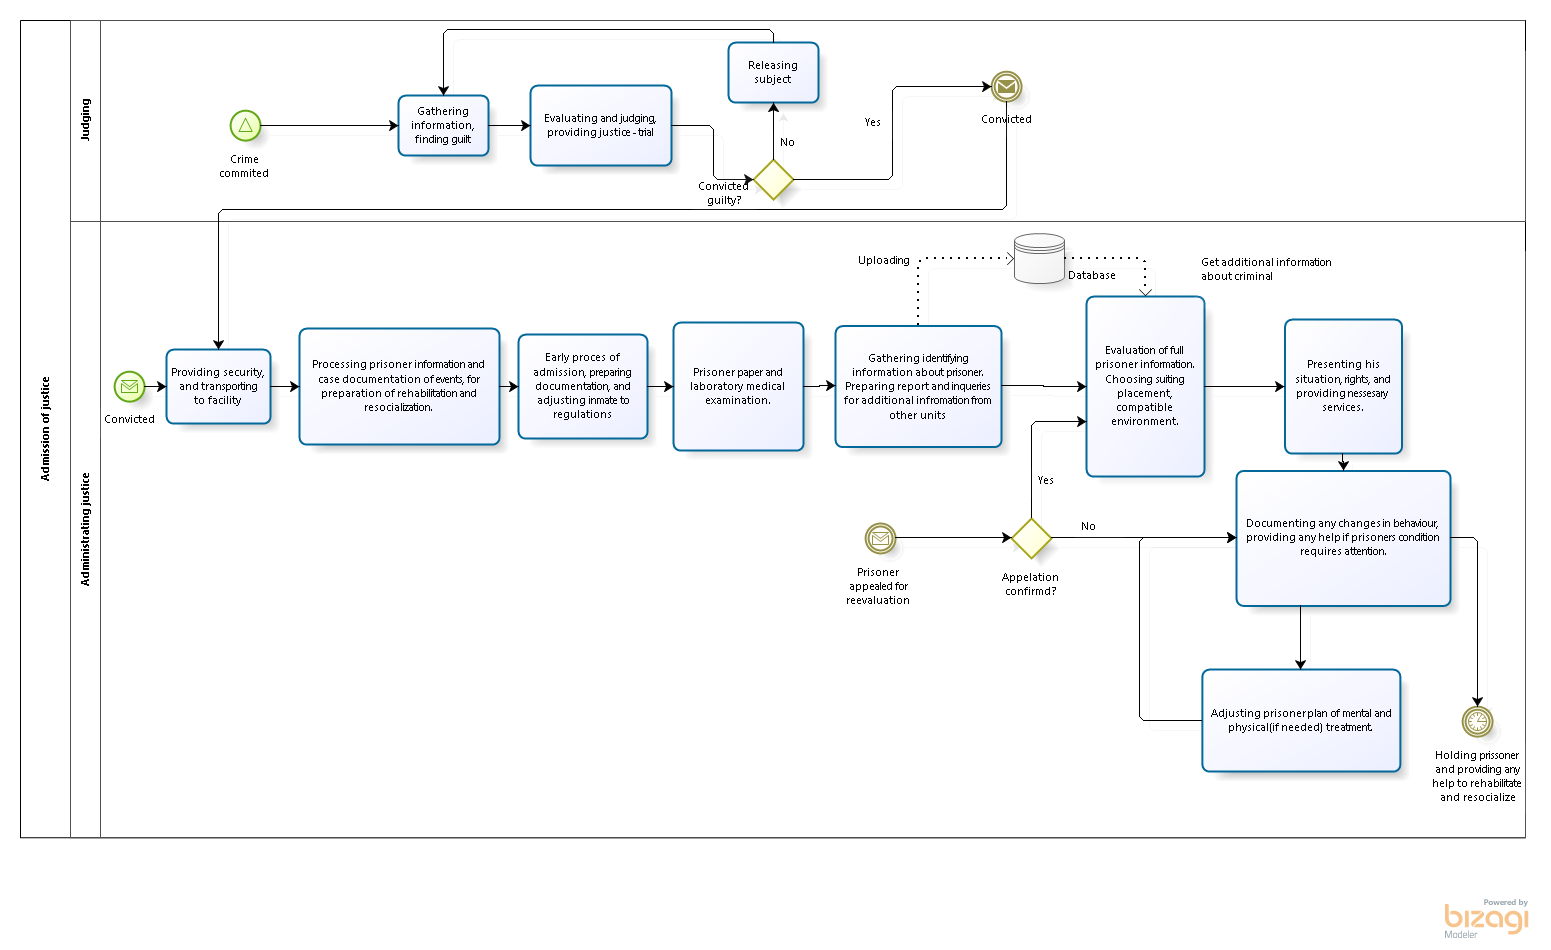 Admission of justice
Judging
Crime
commited
Gathering
information,
finding guilt
Evaluating and judging,
providing justice - trial
Releasing
subject
No
Convicted
guilty?
Yes
Convicted
Administrating justice
Convicted
Providing security,
and transporting
to facility
Processing prisoner information and
case documentation of events, for
preparation of rehabilitation and
resocialization.
Early proces of
admission, preparing
documentation, and
adjusting inmate to
regulations
Prisoner paper and
laboratory medical
examination.
Gathering identifying
information about prisoner.
Preparing report and inqueries
for additional infromation from
other units
Uploading
Database
Get additional information
about criminal
Evaluation of full
prisoner information.
Choosing suiting
placement,
compatible
environment.
Presenting his
situation, rights, and
providing nessesary
services.
Prisoner
appealed for
reevaluation
Appelation
confirmd?
Yes
No
Documenting any changes in behaviour,
providing any help if prisoners condition
requires attention.
Adjusting prisoner plan of mental and
physical(if needed) treatment.
Holding prissoner
and providing any
help to rehabilitate
and resocialize
Powered by
bizagi
Modeler